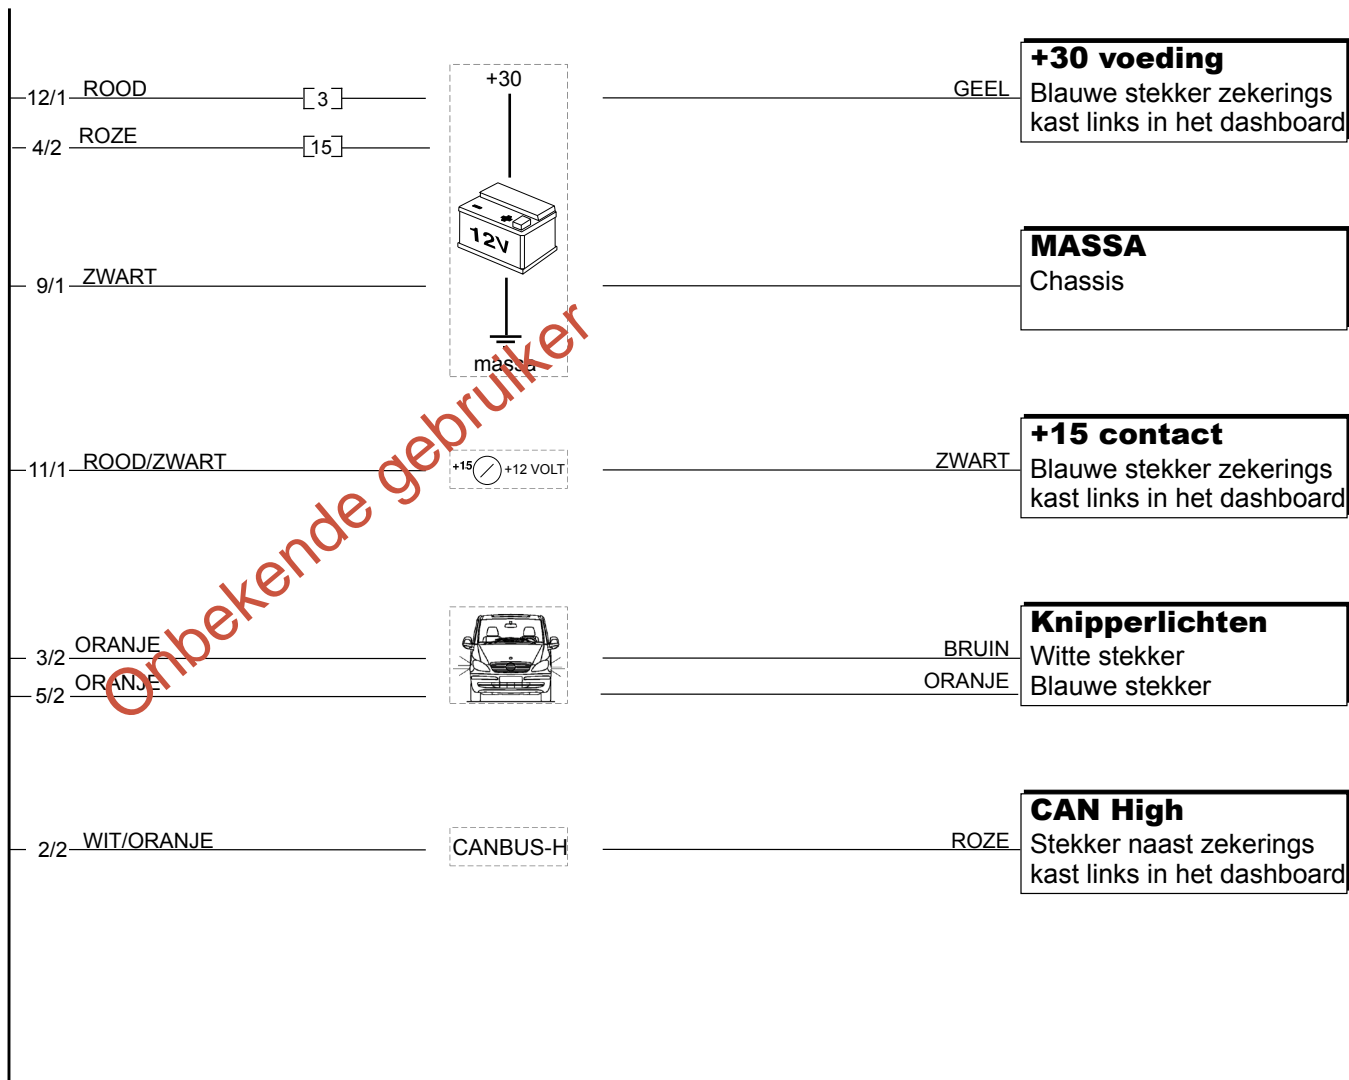 +30 voeding
Blauwe stekker zekerings
kast links in het dashboard
12/1 ROOD [3] +30 GEEL
4/2 ROZE [15]
12V
MASSA
Chassis
9/1 ZWART
massa
+15 contact
Blauwe stekker zekerings
kast links in het dashboard
11/1 ROOD/ZWART +15 +12 VOLT ZWART
Onbekende gebruiker
Knipperlichten
Witte stekker
Blauwe stekker
3/2 ORANJE BRUIN
5/2 ORANJE ORANJE
CAN High
Stekker naast zekerings
kast links in het dashboard
2/2 WIT/ORANJE CANBUS-H ROZE